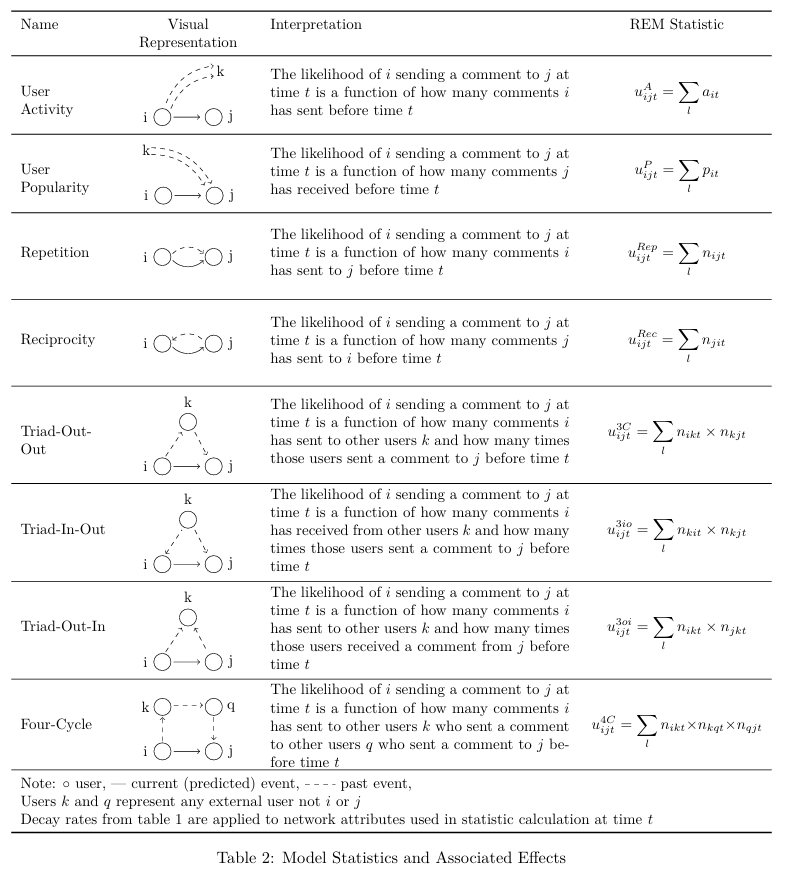 Name Visual Interpretation REM Statistic
Representation
User
Activity
k
i j
The likelihood of i sending a comment to j at
time t is a function of how many comments i
has sent before time t
u^A_{ijt} = ∑_l a_{it}
User
Popularity
k
i j
The likelihood of i sending a comment to j at
time t is a function of how many comments j
has received before time t
u^P_{ijt} = ∑_l p_{it}
Repetition
i j
The likelihood of i sending a comment to j at
time t is a function of how many comments i
has sent to j before time t
u^{Rep}_{ijt} = ∑_l n_{ijt}
Reciprocity
i j
The likelihood of i sending a comment to j at
time t is a function of how many comments j
has sent to i before time t
u^{Rec}_{ijt} = ∑_l n_{jit}
Triad-Out-
Out
k
i j
The likelihood of i sending a comment to j at
time t is a function of how many comments i
has sent to other users k and how many times
those users sent a comment to j before time t
u^{3C}_{ijt} = ∑_l n_{ikt} × n_{kjt}
Triad-In-Out
k
i j
The likelihood of i sending a comment to j at
time t is a function of how many comments i
has received from other users k and how many
times those users sent a comment to j before
time t
u^{3io}_{ijt} = ∑_l n_{kit} × n_{kjt}
Triad-Out-In
k
i j
The likelihood of i sending a comment to j at
time t is a function of how many comments i
has sent to other users k and how many times
those users received a comment from j before
time t
u^{3oi}_{ijt} = ∑_l n_{ikt} × n_{jkt}
Four-Cycle
k q
i j
The likelihood of i sending a comment to j at
time t is a function of how many comments i
has sent to other users k who sent a comment
to other users q who sent a comment to j be-
fore time t
u^{4C}_{ijt} = ∑_l n_{ikt}×n_{kqt}×n_{qjt}
Note: ○ user, — current (predicted) event, - - - - past event,
Users k and q represent any external user not i or j
Decay rates from table 1 are applied to network attributes used in statistic calculation at time t
Table 2: Model Statistics and Associated Effects